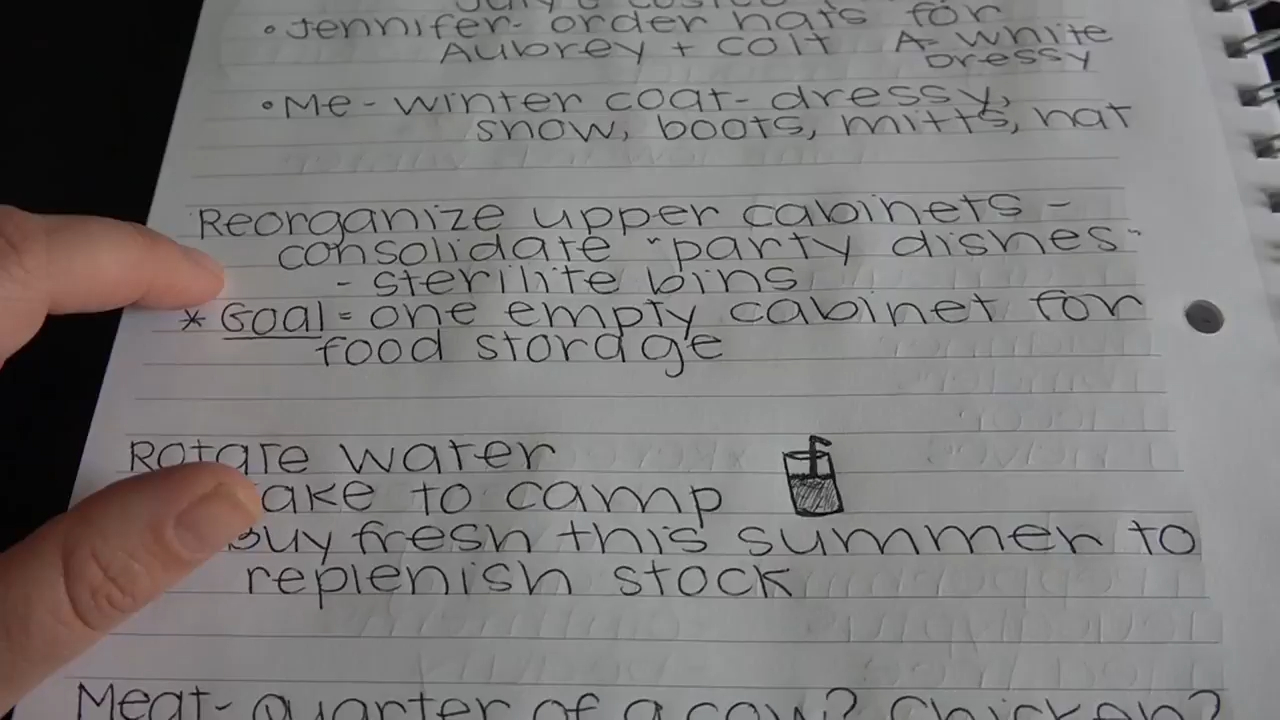 • Jennifer- order hats for
Aubrey + Colt A- white
dressy
• Me - winter coat - dressy,
snow, boots, mitts, hat
Reorganize upper cabinets -
consolidate "party dishes"
- sterilite bins
* Goal - one empty cabinet for
food storage
Rotate water
take to camp
Buy fresh this summer to
replenish stock
Meat- Quarter of a cow? Chicken?